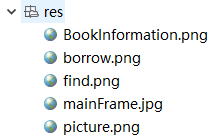 res
BookInformation.png
borrow.png
find.png
mainFrame.jpg
picture.png